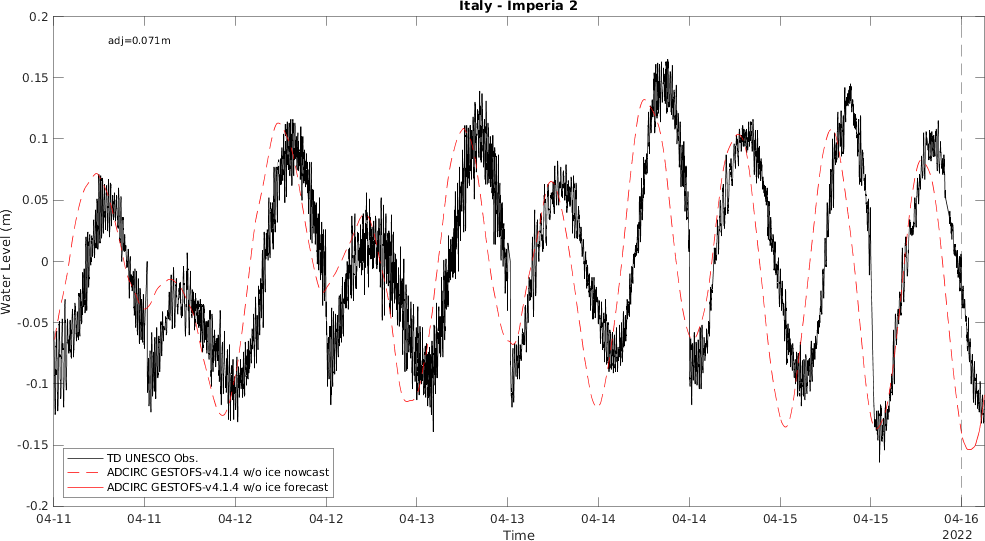 Italy - Imperia 2
adj=0.071m
0.2
0.15
0.1
0.05
0
-0.05
-0.1
-0.15
-0.2
Water Level (m)
TD UNESCO Obs.
ADCIRC GESTOFS-v4.1.4 w/o ice nowcast
ADCIRC GESTOFS-v4.1.4 w/o ice forecast
04-11 04-11 04-12 04-12 04-13 04-13 04-14 04-14 04-15 04-15 04-16
2022
Time